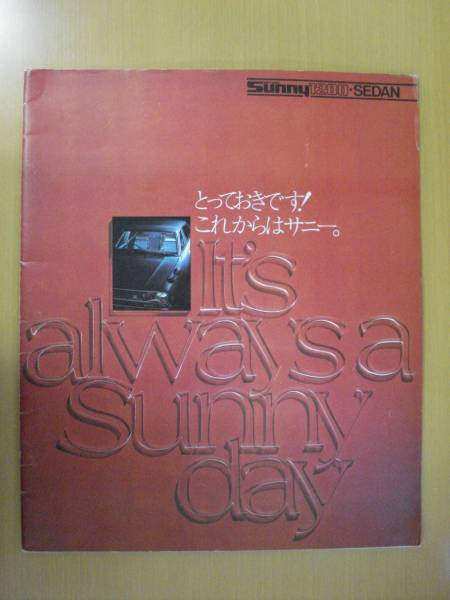 Sunny 1200・SEDAN
とっておきです!
これからはサニー。
It's
always a
Sunny
day